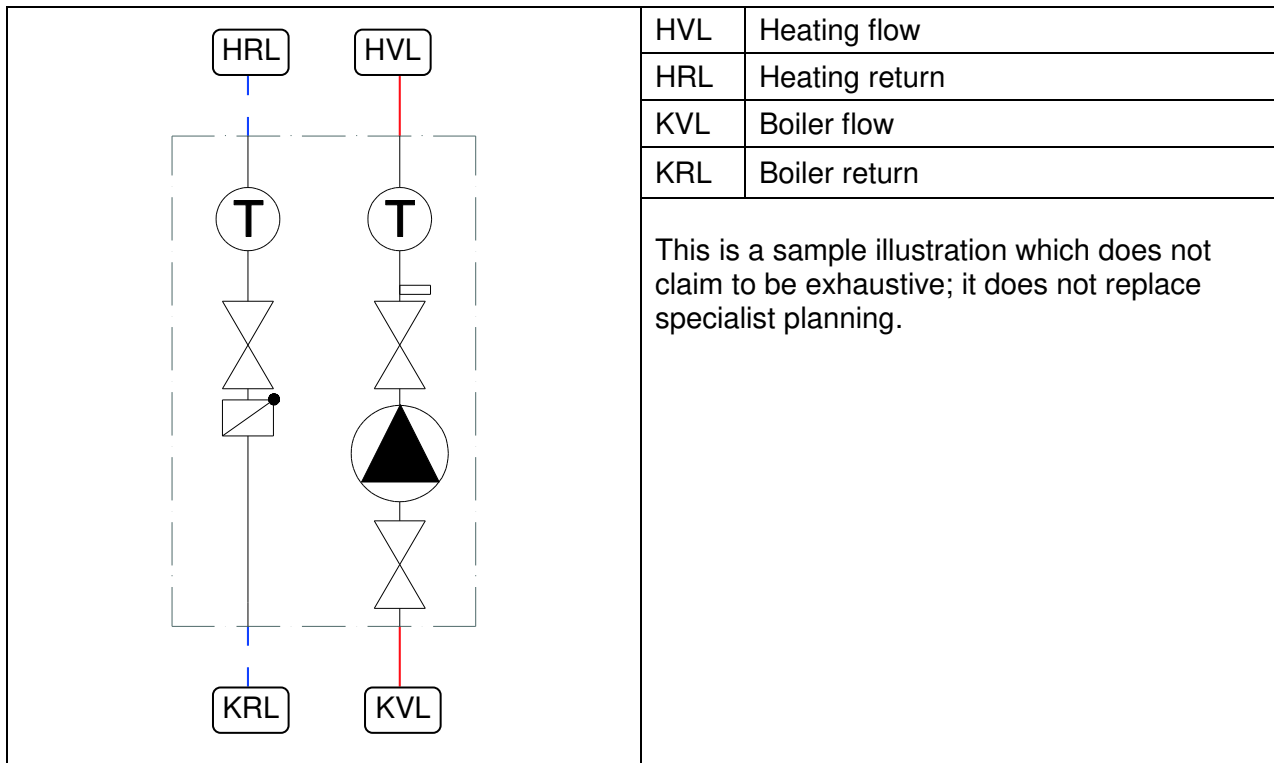 HRL HVL
T T
KRL KVL
HVL Heating flow
HRL Heating return
KVL Boiler flow
KRL Boiler return
This is a sample illustration which does not
claim to be exhaustive; it does not replace
specialist planning.